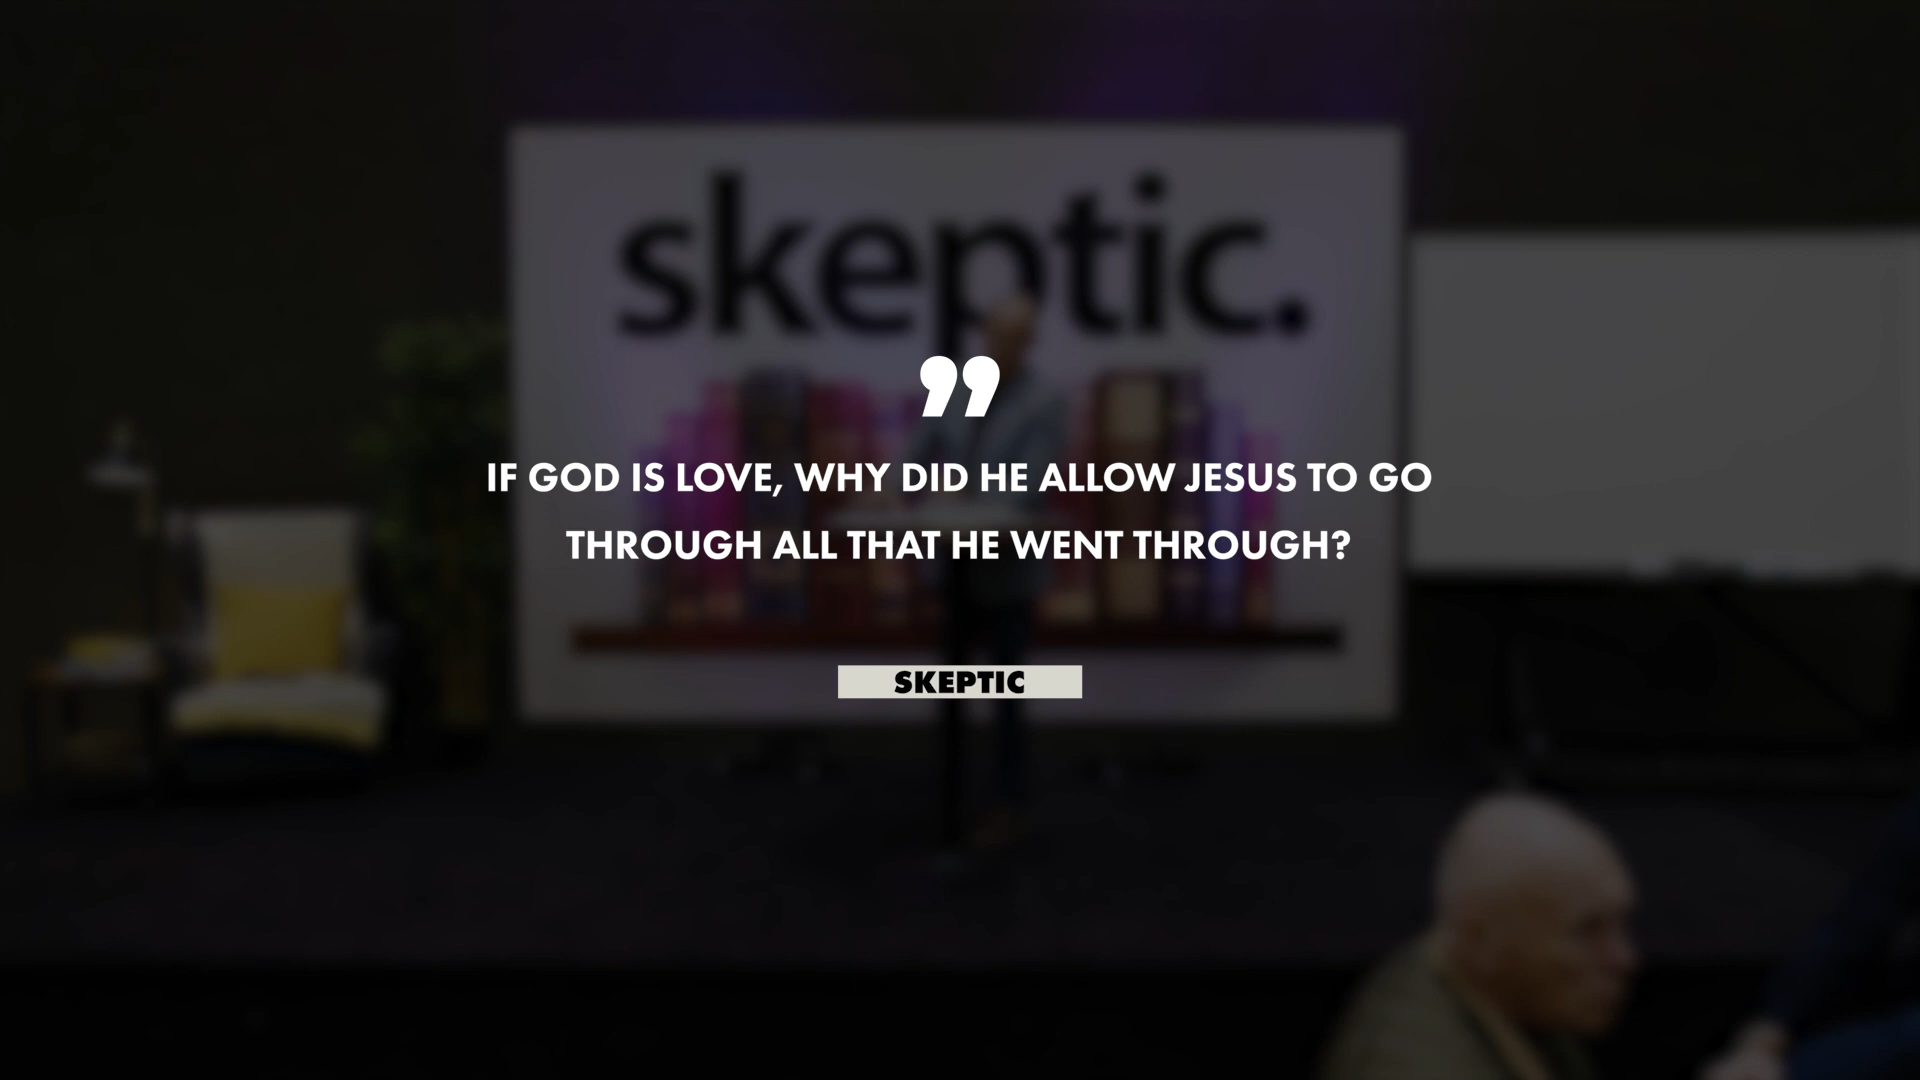 skeptic.
”
IF GOD IS LOVE, WHY DID HE ALLOW JESUS TO GO
THROUGH ALL THAT HE WENT THROUGH?
SKEPTIC